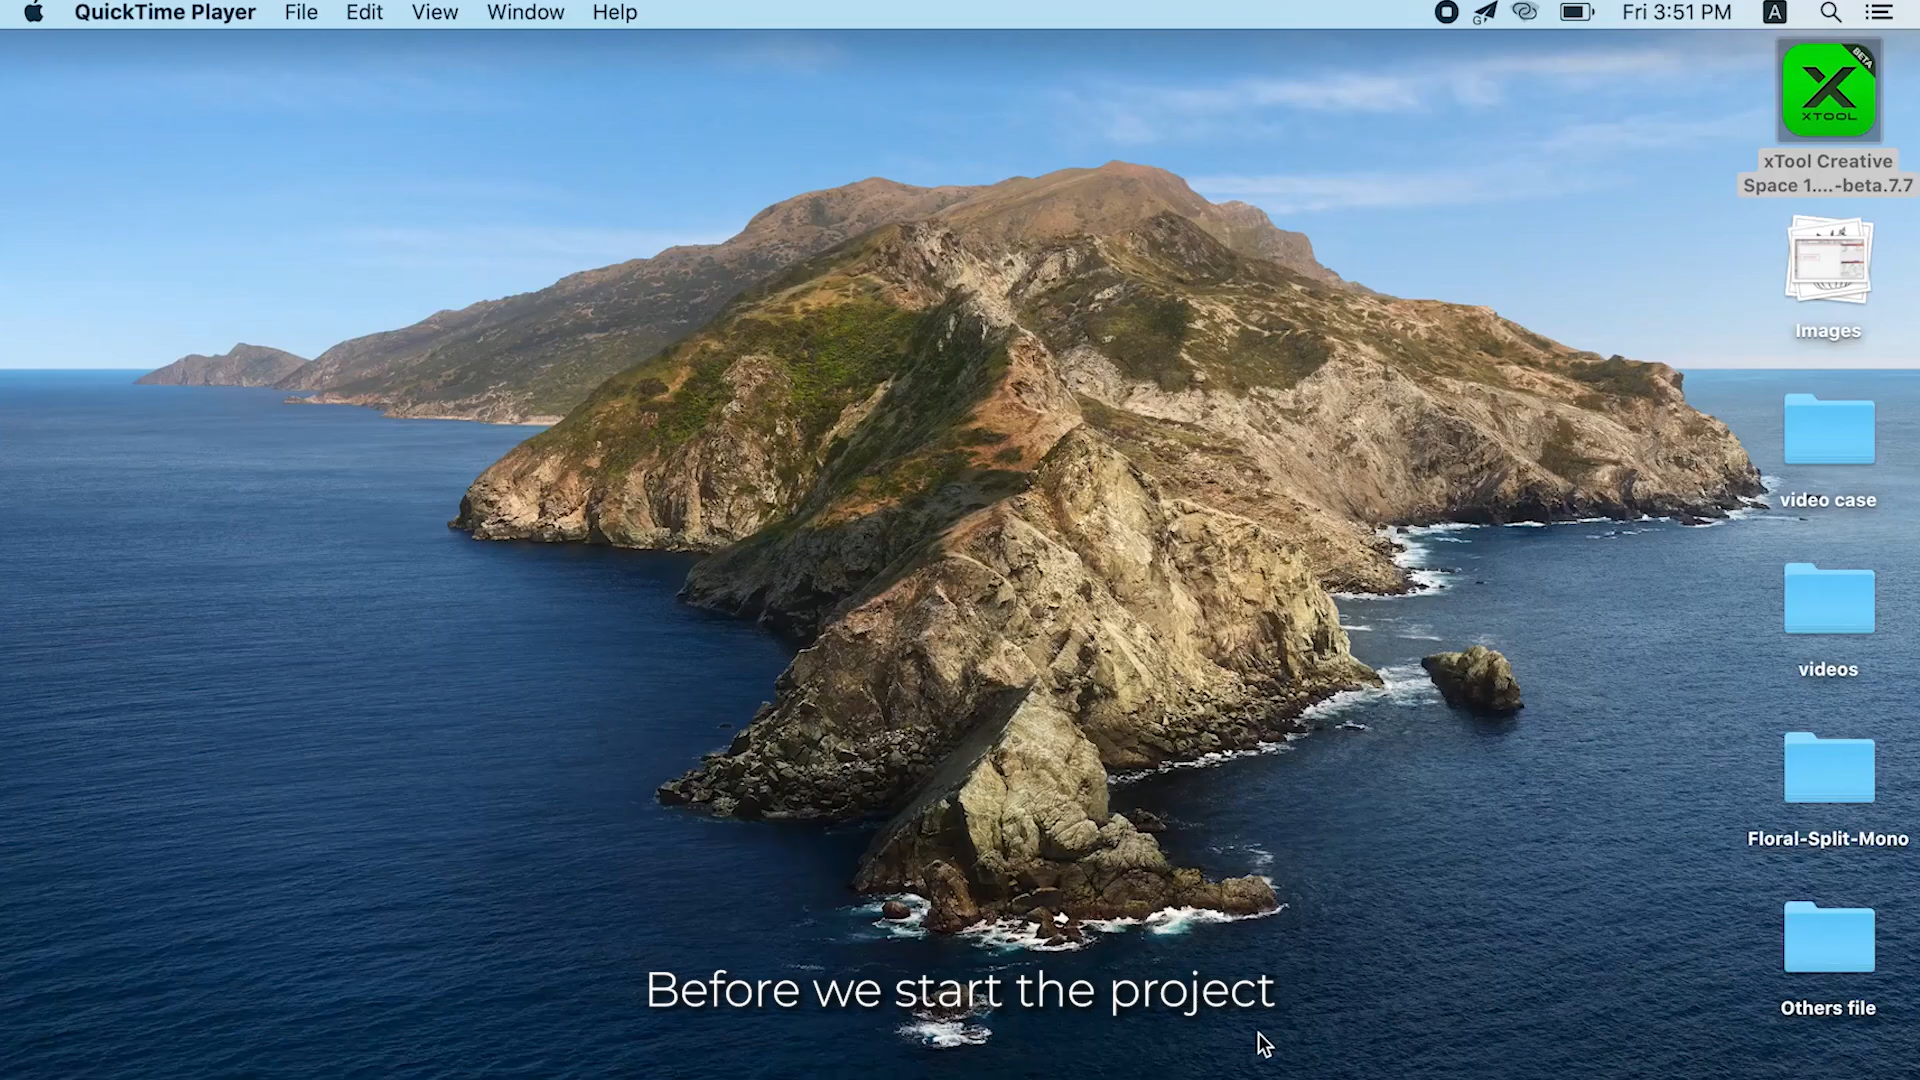 QuickTime Player File Edit View Window Help Fri 3:51 PM A
BETA
XTOOL
xTool Creative
Space 1....-beta.7.7
Images
video case
videos
Floral-Split-Mono
Others file
Before we start the project